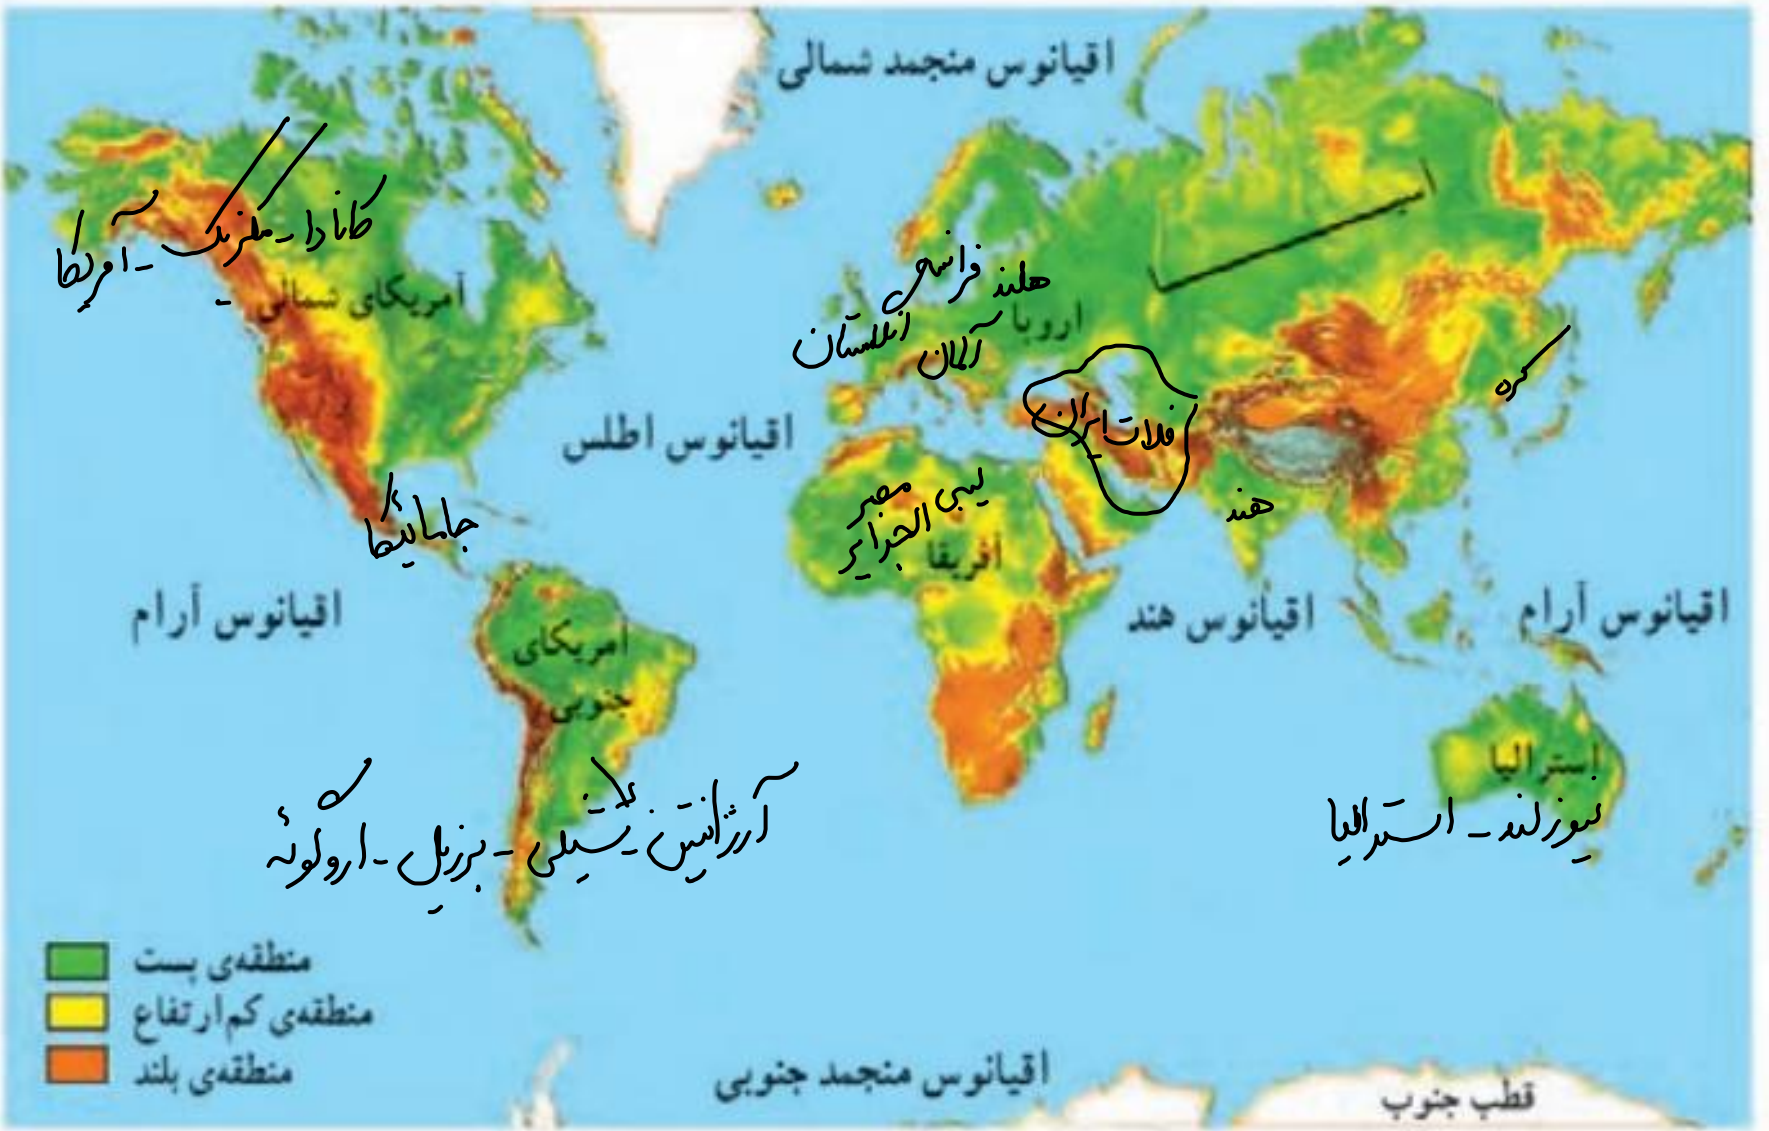 اقیانوس منجمد شمالی
کانادا - مکزیک - آمریکا
آمریکای شمالی
هلند فرانسه
انگلستان
آلمان
اروپا
کره
فلات ایران
اقیانوس اطلس
لیبی مصر
الجزایر
آفریقا
هند
جامائیکا
اقیانوس آرام
آمریکای
جنوبی
اقیانوس هند
اقیانوس آرام
استرالیا
نیوزلند - استرالیا
آرژانتین - شیلی - برزیل - اروگوئه
منطقه‌ی پست
منطقه‌ی کم‌ارتفاع
منطقه‌ی بلند
اقیانوس منجمد جنوبی
قطب جنوب